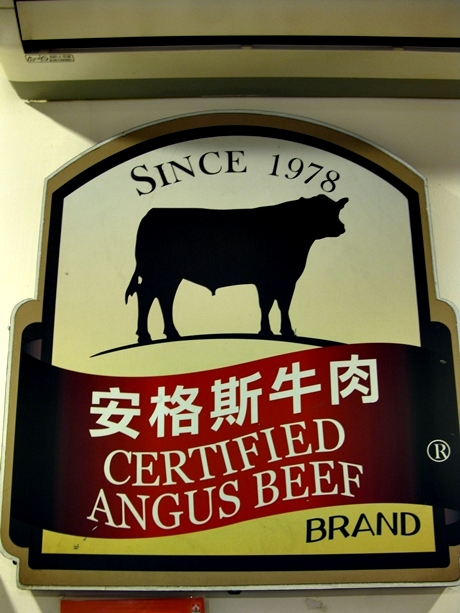 SINCE 1978
安格斯牛肉
CERTIFIED
ANGUS BEEF
®
BRAND